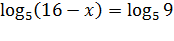 log₅(16 − x) = log₅ 9